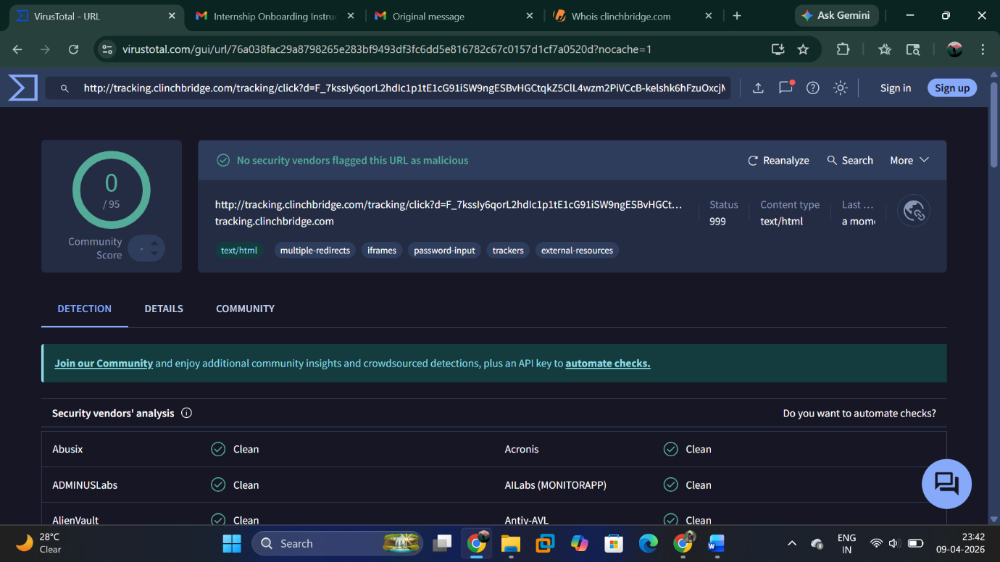 VirusTotal - URL
Internship Onboarding Instruc
Original message
Whois clinchbridge.com
Ask Gemini
virustotal.com/gui/url/76a038fac29a8798265e283bf9493df3fc6dd5e816782c67c0157d1cf7a0520d?nocache=1
http://tracking.clinchbridge.com/tracking/click?d=F_7kssIy6qorL2hdIc1p1tE1cG91iSW9ngESBvHGCtqkZ5ClL4wzm2PiVCcB-kelshk6hFzuOxcjM
Sign in
Sign up
0
/ 95
Community
Score
No security vendors flagged this URL as malicious
Reanalyze
Search
More
http://tracking.clinchbridge.com/tracking/click?d=F_7kssIy6qorL2hdIc1p1tE1cG91iSW9ngESBvHGCt...
tracking.clinchbridge.com
Status
999
Content type
text/html
Last ...
a mome
text/html
multiple-redirects
iframes
password-input
trackers
external-resources
DETECTION
DETAILS
COMMUNITY
Join our Community and enjoy additional community insights and crowdsourced detections, plus an API key to automate checks.
Security vendors' analysis
Do you want to automate checks?
Abusix
Clean
Acronis
Clean
ADMINUSLabs
Clean
AILabs (MONITORAPP)
Clean
AlienVault
Clean
Antiy-AVL
Clean
28°C
Clear
Search
ENG
IN
23:42
09-04-2026